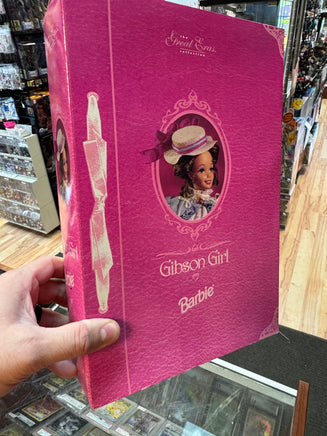 THE
Great Eras
COLLECTION
Gibson Girl
Barbie